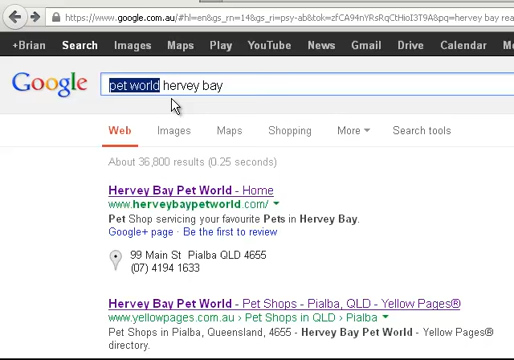 https://www.google.com.au/#hl=en&gs_rn=14&gs_ri=psy-ab&tok=zfCA94nYRsRqCtHioI3T9A&pq=hervey bay rea
+Brian Search Images Maps Play YouTube News Gmail Drive Calendar
Google pet world hervey bay
Web Images Maps Shopping More Search tools
About 36,800 results (0.25 seconds)
Hervey Bay Pet World - Home
www.herveybaypetworld.com/
Pet Shop servicing your favourite Pets in Hervey Bay.
Google+ page · Be the first to review
99 Main St Pialba QLD 4655
(07) 4194 1633
Hervey Bay Pet World - Pet Shops - Pialba, QLD - Yellow Pages®
www.yellowpages.com.au › Pet Shops in QLD › Pialba
Pet Shops in Pialba, Queensland, 4655 - Hervey Bay Pet World - Yellow Pages®
directory.